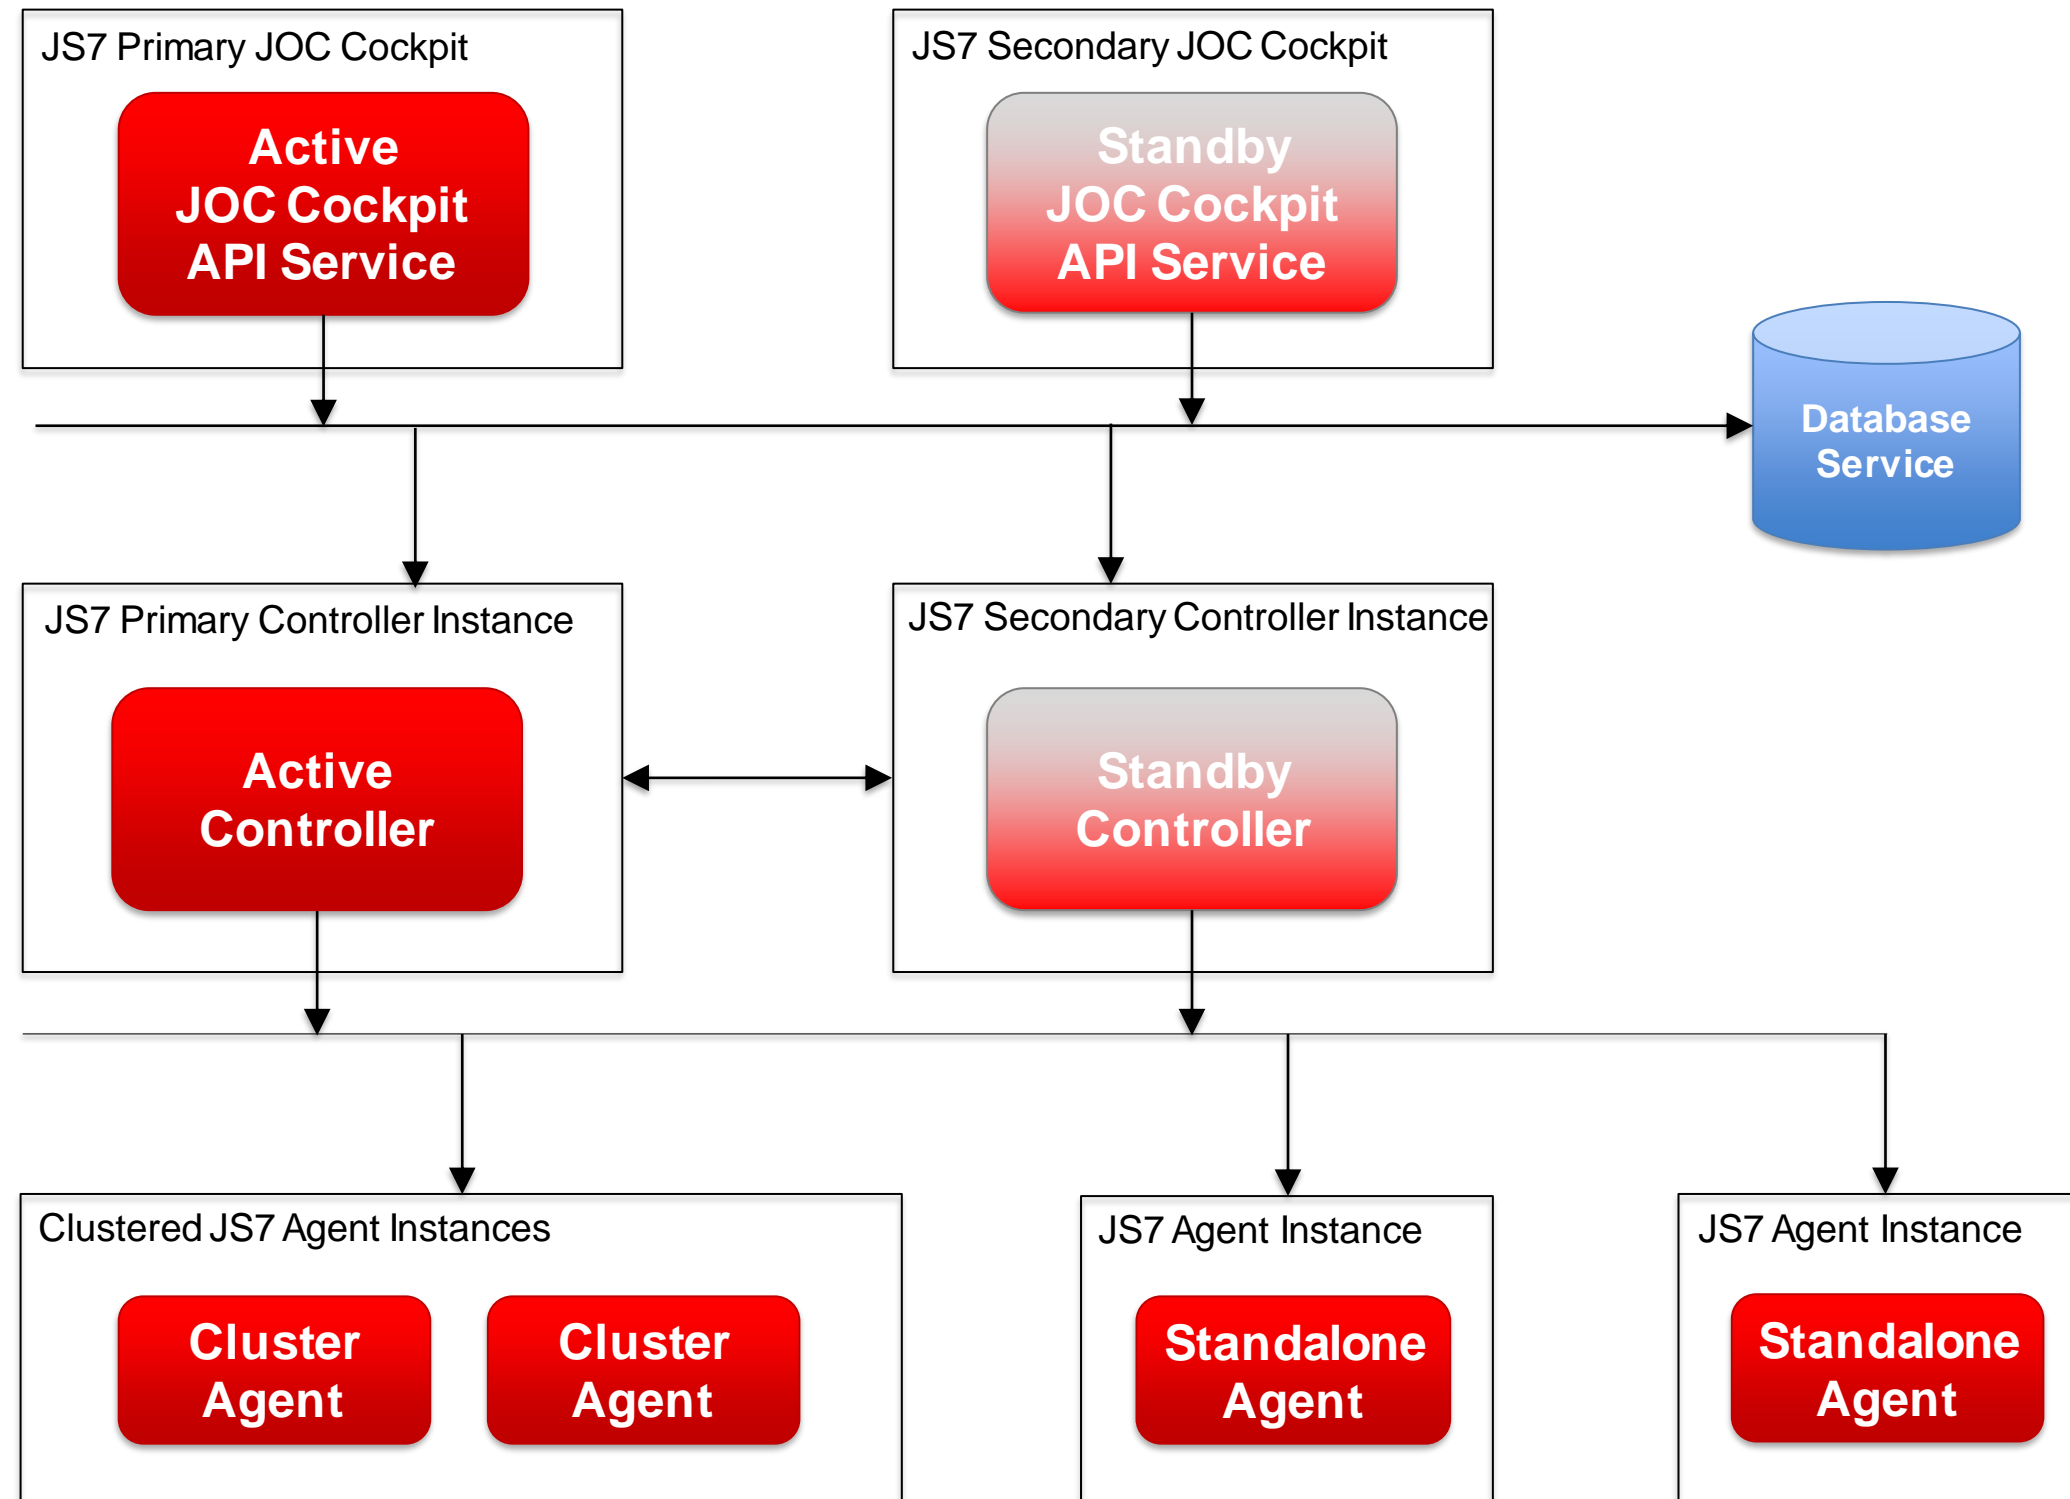 JS7 Primary JOC Cockpit
JS7 Secondary JOC Cockpit
Active
JOC Cockpit
API Service
Standby
JOC Cockpit
API Service
Database
Service
JS7 Primary Controller Instance
JS7 Secondary Controller Instance
Active
Controller
Standby
Controller
Clustered JS7 Agent Instances
JS7 Agent Instance
JS7 Agent Instance
Cluster
Agent
Cluster
Agent
Standalone
Agent
Standalone
Agent